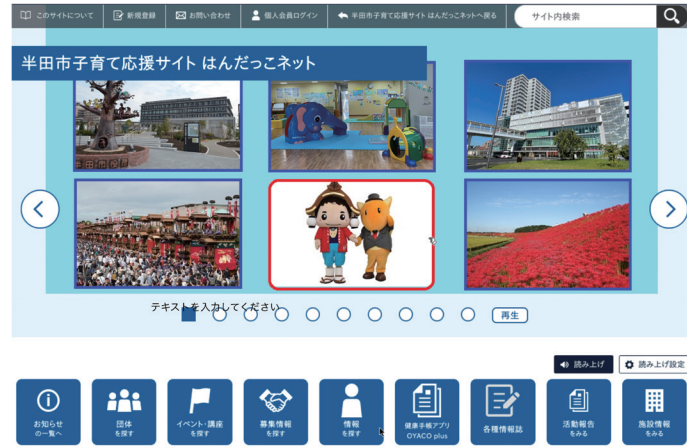 このサイトについて
新規登録
お問い合わせ
個人会員ログイン
半田市子育て応援サイト はんだっこネットへ戻る
サイト内検索
半田市子育て応援サイト はんだっこネット
半田市役所
テキストを入力してください
再生
読み上げ
読み上げ設定
お知らせ
の一覧へ
団体
を探す
イベント・講座
を探す
募集情報
を探す
情報
を探す
健康手帳アプリ
OYACO plus
各種情報誌
活動報告
をみる
施設情報
をみる